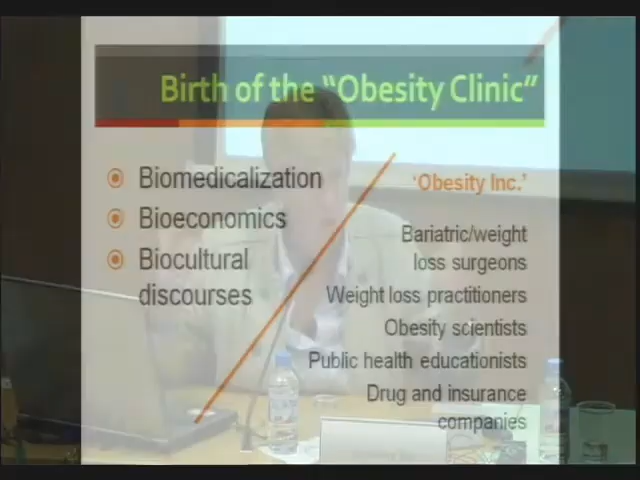 Birth of the “Obesity Clinic”
Biomedicalization
Bioeconomics
Biocultural
discourses
‘Obesity Inc.’
Bariatric/weight
loss surgeons
Weight loss practitioners
Obesity scientists
Public health educationists
Drug and insurance
companies